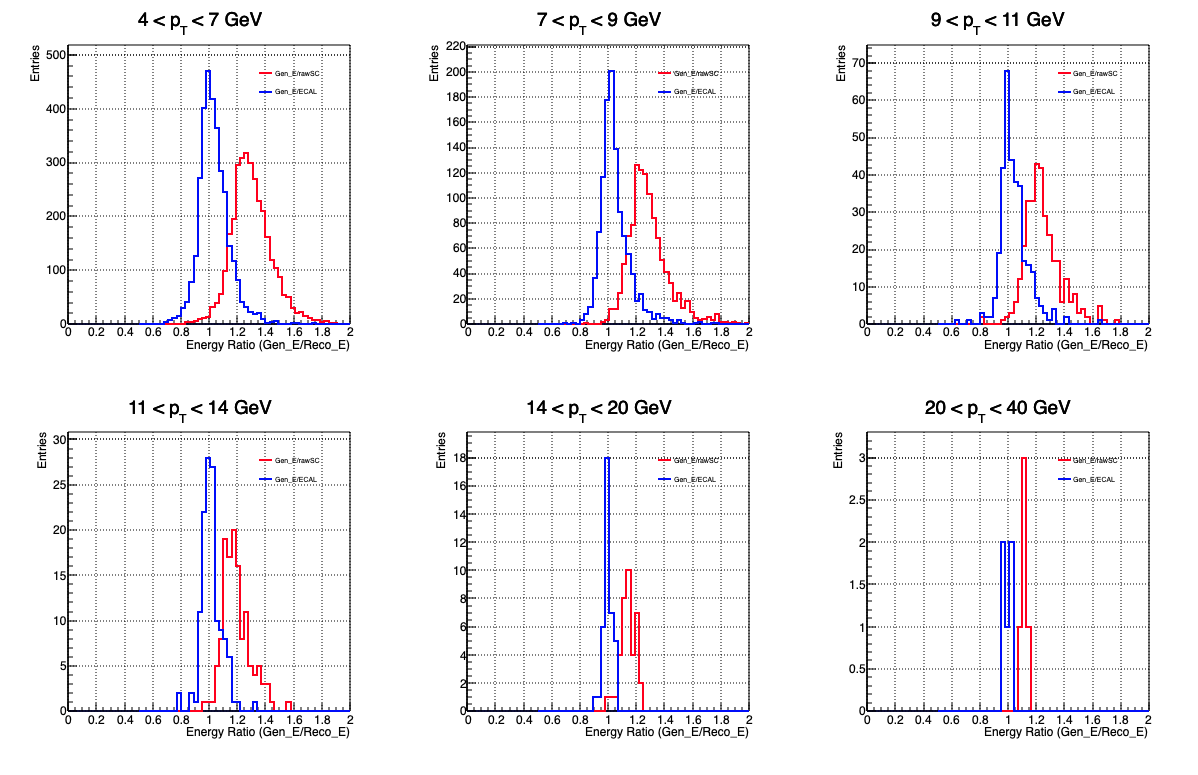 4 < pT < 7 GeV
Entries
500
400
300
200
100
0
Gen_E/rawSC
Gen_E/ECAL
0 0.2 0.4 0.6 0.8 1 1.2 1.4 1.6 1.8 2
Energy Ratio (Gen_E/Reco_E)
7 < pT < 9 GeV
Entries
220
200
180
160
140
120
100
80
60
40
20
0
Gen_E/rawSC
Gen_E/ECAL
0 0.2 0.4 0.6 0.8 1 1.2 1.4 1.6 1.8 2
Energy Ratio (Gen_E/Reco_E)
9 < pT < 11 GeV
Entries
70
60
50
40
30
20
10
0
Gen_E/rawSC
Gen_E/ECAL
0 0.2 0.4 0.6 0.8 1 1.2 1.4 1.6 1.8 2
Energy Ratio (Gen_E/Reco_E)
11 < pT < 14 GeV
Entries
30
25
20
15
10
5
0
Gen_E/rawSC
Gen_E/ECAL
0 0.2 0.4 0.6 0.8 1 1.2 1.4 1.6 1.8 2
Energy Ratio (Gen_E/Reco_E)
14 < pT < 20 GeV
Entries
18
16
14
12
10
8
6
4
2
0
Gen_E/rawSC
Gen_E/ECAL
0 0.2 0.4 0.6 0.8 1 1.2 1.4 1.6 1.8 2
Energy Ratio (Gen_E/Reco_E)
20 < pT < 40 GeV
Entries
3
2.5
2
1.5
1
0.5
0
Gen_E/rawSC
Gen_E/ECAL
0 0.2 0.4 0.6 0.8 1 1.2 1.4 1.6 1.8 2
Energy Ratio (Gen_E/Reco_E)